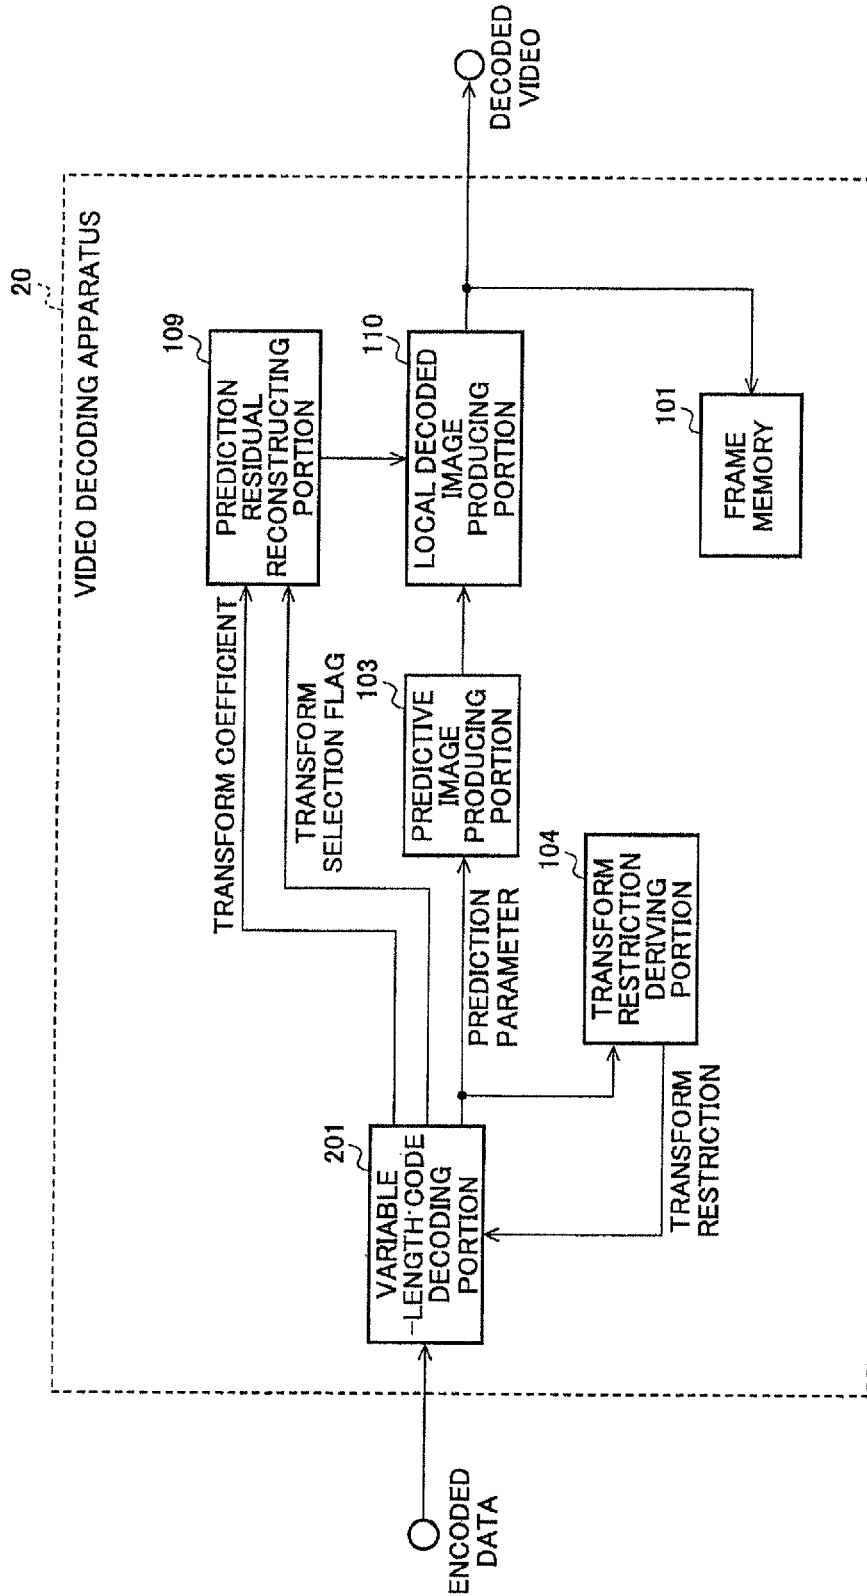 20
VIDEO DECODING APPARATUS
109
PREDICTION
RESIDUAL
RECONSTRUCTING
PORTION
TRANSFORM COEFFICIENT
TRANSFORM
SELECTION FLAG
110
LOCAL DECODED
IMAGE
PRODUCING
PORTION
DECODED
VIDEO
103
PREDICTIVE
IMAGE
PRODUCING
PORTION
101
FRAME
MEMORY
PREDICTION
PARAMETER
104
TRANSFORM
RESTRICTION
DERIVING
PORTION
TRANSFORM
RESTRICTION
201
VARIABLE
-LENGTH·CODE
DECODING
PORTION
ENCODED
DATA